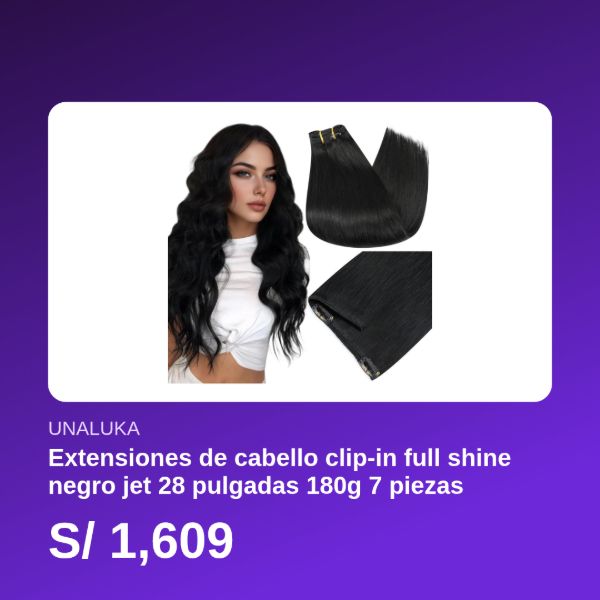 UNALUKA
Extensiones de cabello clip-in full shine
negro jet 28 pulgadas 180g 7 piezas
S/ 1,609